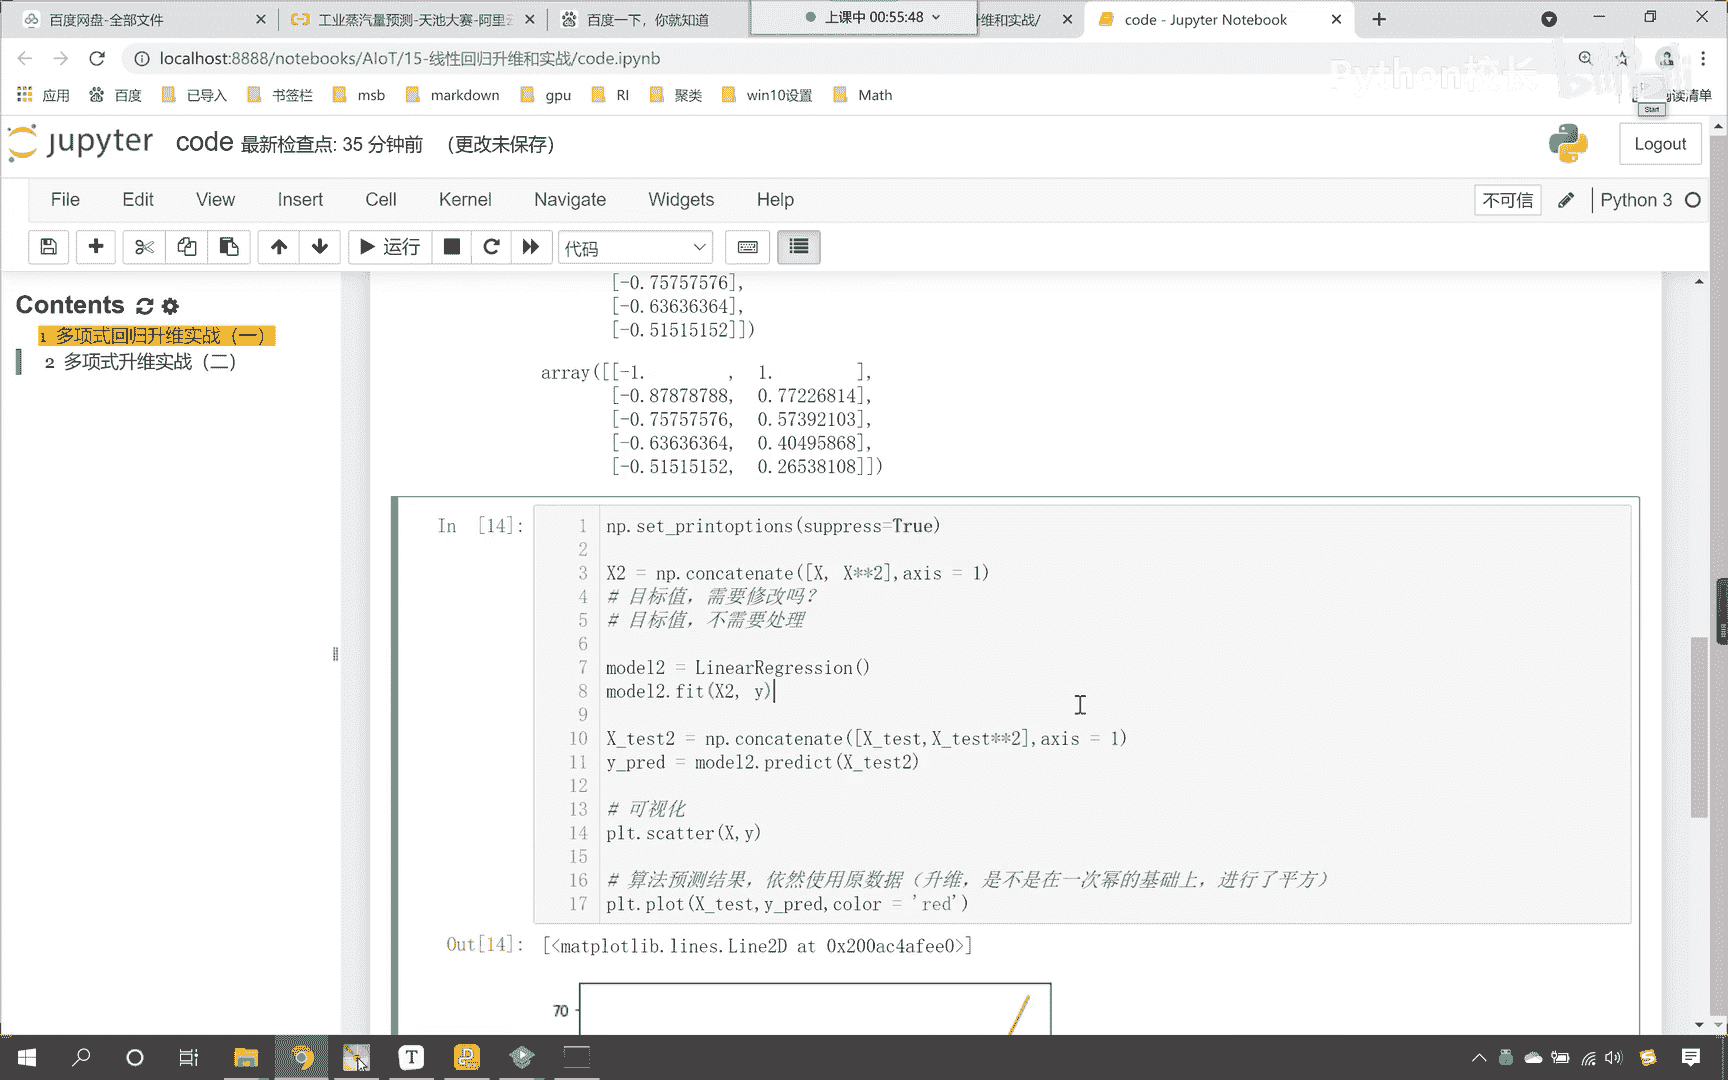 百度网盘-全部文件
工业蒸汽量预测-天池大赛-阿里云
百度一下，你就知道
上课中 00:55:48
维和实战/
code - Jupyter Notebook
localhost:8888/notebooks/AIoT/15-线性回归升维和实战/code.ipynb
应用 百度 已导入 书签栏 msb markdown gpu RI 聚类 win10设置 Math
阅读清单
Start
Python校长
bilibili
jupyter code 最新检查点: 35 分钟前 (更改未保存)
Logout
File Edit View Insert Cell Kernel Navigate Widgets Help
不可信 Python 3
运行 代码
Contents
1 多项式回归升维实战（一）
2 多项式升维实战（二）
[-0.75757576],
[-0.63636364],
[-0.51515152]])
array([[-1.        ,  1.        ],
[-0.87878788,  0.77226814],
[-0.75757576,  0.57392103],
[-0.63636364,  0.40495868],
[-0.51515152,  0.26538108]])
In [14]:
1 np.set_printoptions(suppress=True)
2
3 X2 = np.concatenate([X, X**2],axis = 1)
4 # 目标值，需要修改吗？
5 # 目标值，不需要处理
6
7 model2 = LinearRegression()
8 model2.fit(X2, y)
9
10 X_test2 = np.concatenate([X_test,X_test**2],axis = 1)
11 y_pred = model2.predict(X_test2)
12
13 # 可视化
14 plt.scatter(X,y)
15
16 # 算法预测结果，依然使用原数据（升维，是不是在一次幂的基础上，进行了平方）
17 plt.plot(X_test,y_pred,color = 'red')
Out[14]: [<matplotlib.lines.Line2D at 0x200ac4afee0>]
70